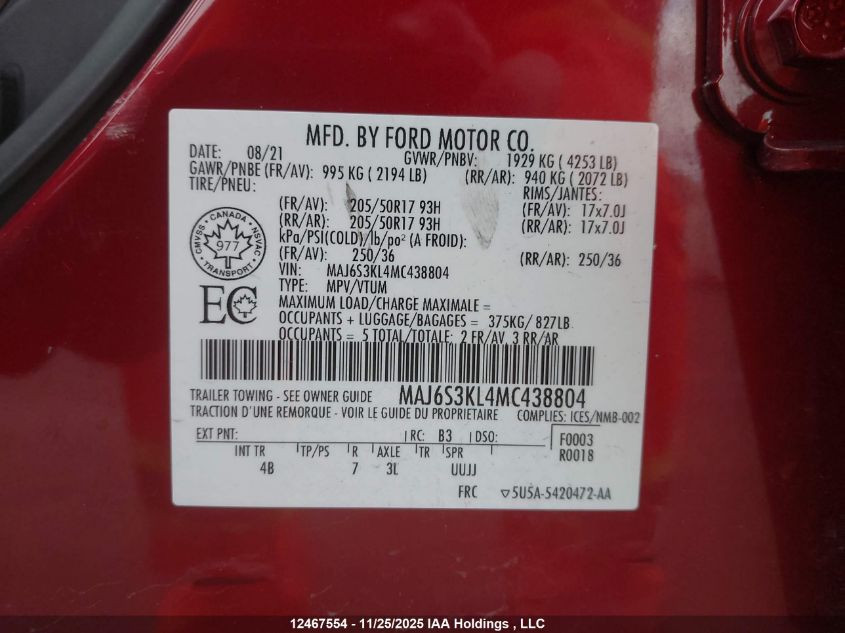 MFD. BY FORD MOTOR CO.
DATE: 08/21 GVWR/PNBV: 1929 KG ( 4253 LB)
GAWR/PNBE (FR/AV): 995 KG ( 2194 LB) (RR/AR): 940 KG ( 2072 LB)
TIRE/PNEU: RIMS/JANTES:
(FR/AV): 205/50R17 93H (FR/AV): 17x7.0J
(RR/AR): 205/50R17 93H (RR/AR): 17x7.0J
kPa/PSI(COLD)/lb/po² (A FROID):
(FR/AV): 250/36 (RR/AR): 250/36
VIN: MAJ6S3KL4MC438804
TYPE: MPV/VTUM
MAXIMUM LOAD/CHARGE MAXIMALE =
OCCUPANTS + LUGGAGE/BAGAGES = 375KG/ 827LB
OCCUPANTS = 5 TOTAL/TOTALE: 2 FR/AV, 3 RR/AR
CANADA
CMVSS 977 NSVAC
TRANSPORT
EC
TRAILER TOWING - SEE OWNER GUIDE MAJ6S3KL4MC438804
TRACTION D'UNE REMORQUE - VOIR LE GUIDE DU PROPRIETAIRE COMPLIES: ICES/NMB-002
EXT PNT: RC: B3 DSO: F0003
INT TR TP/PS R AXLE TR SPR R0018
4B 7 3L UUJJ
FRC ▽5U5A-5420472-AA
12467554 - 11/25/2025 IAA Holdings , LLC